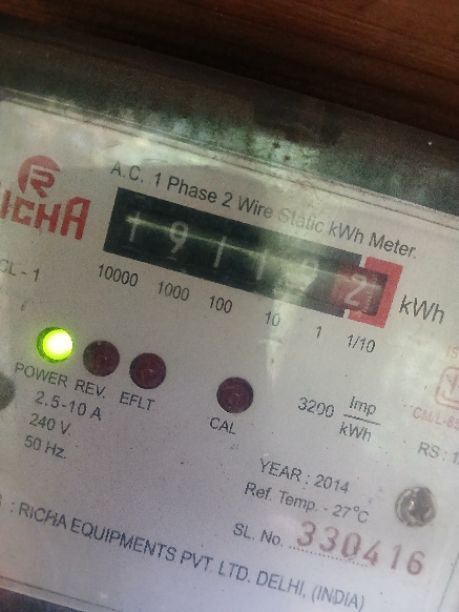 A.C. 1 Phase 2 Wire Static kWh Meter.
RICHA
1 9 1 1 2 2 kWh
CL - 1
10000 1000 100 10 1 1/10
POWER REV. EFLT
CAL
3200 Imp/kWh
2.5-10 A
240 V.
50 Hz.
YEAR : 2014
Ref. Temp. - 27°C
SL. No. 330416
: RICHA EQUIPMENTS PVT. LTD. DELHI, (INDIA)
RS :